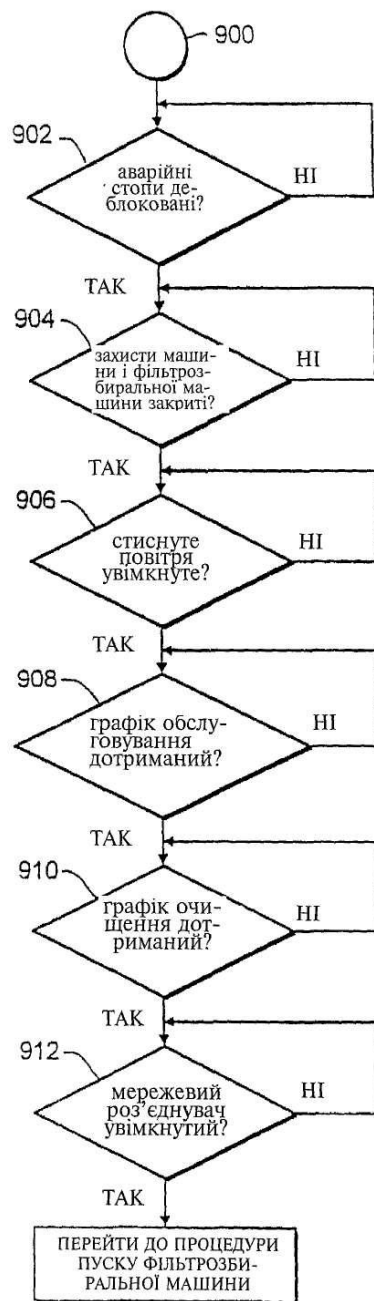 900
902
аварійні
стопи де-
блоковані?
НІ
ТАК
904
захисти маши-
ни і фільтрозб-
биральної ма-
шини закриті?
НІ
ТАК
906
стиснуте
повітря
увімкнуте?
НІ
ТАК
908
графік обслу-
говування
дотриманий?
НІ
ТАК
910
графік очи-
щення дот-
риманий?
НІ
ТАК
912
мережевий
роз’єднувач
увімкнутий?
НІ
ТАК
ПЕРЕЙТИ ДО ПРОЦЕДУРИ
ПУСКУ ФІЛЬТРОЗБИ-
РАЛЬНОЇ МАШИНИ